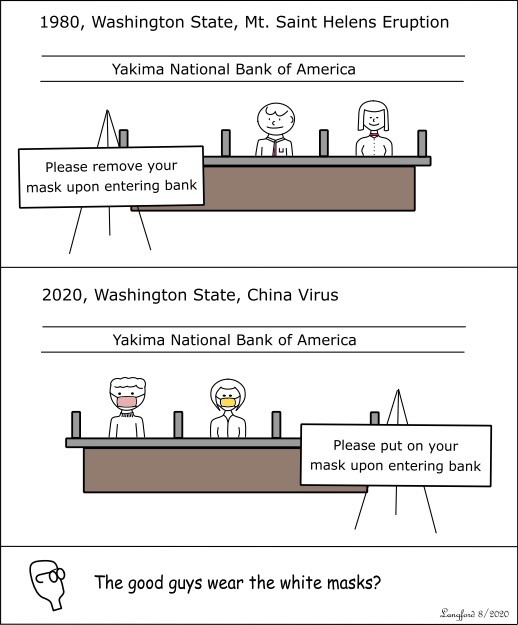 1980, Washington State, Mt. Saint Helens Eruption
Yakima National Bank of America
Please remove your
mask upon entering bank
2020, Washington State, China Virus
Yakima National Bank of America
Please put on your
mask upon entering bank
The good guys wear the white masks?
Langford 8/2020